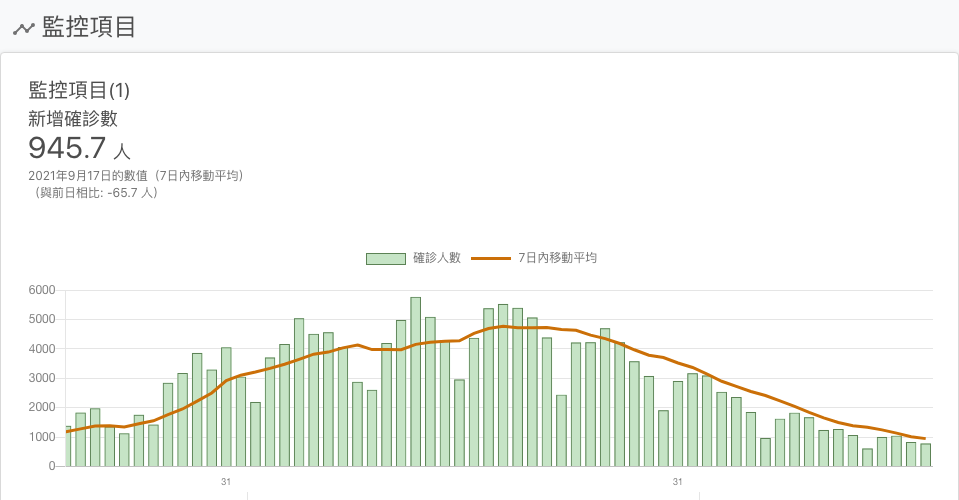 監控項目
監控項目(1)
新增確診數
945.7 人
2021年9月17日的數值（7日內移動平均）
（與前日相比: -65.7 人）
確診人數 7日內移動平均
6000
5000
4000
3000
2000
1000
0
31 31